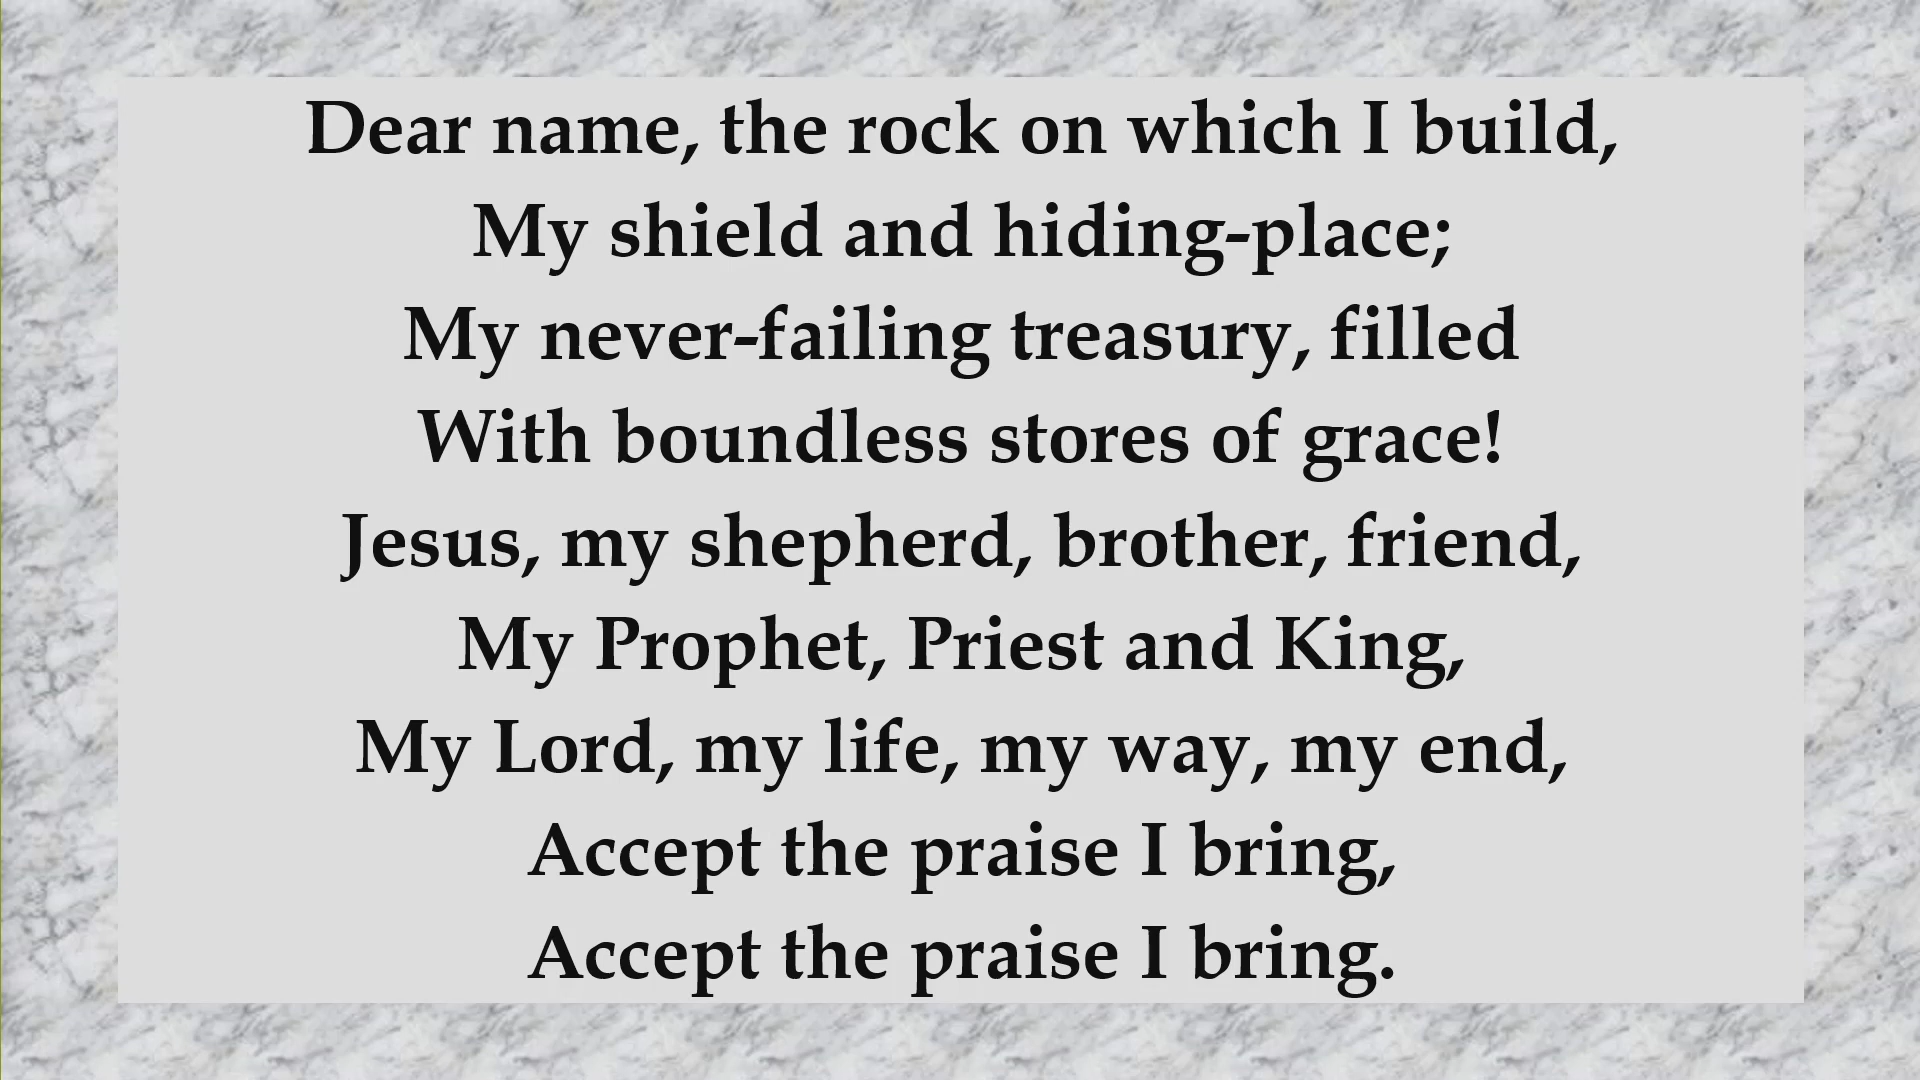 Dear name, the rock on which I build,
My shield and hiding-place;
My never-failing treasury, filled
With boundless stores of grace!
Jesus, my shepherd, brother, friend,
My Prophet, Priest and King,
My Lord, my life, my way, my end,
Accept the praise I bring,
Accept the praise I bring.